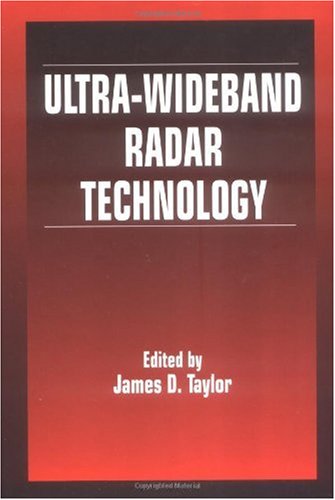 ULTRA-WIDEBAND
RADAR
TECHNOLOGY
Edited by
James D. Taylor